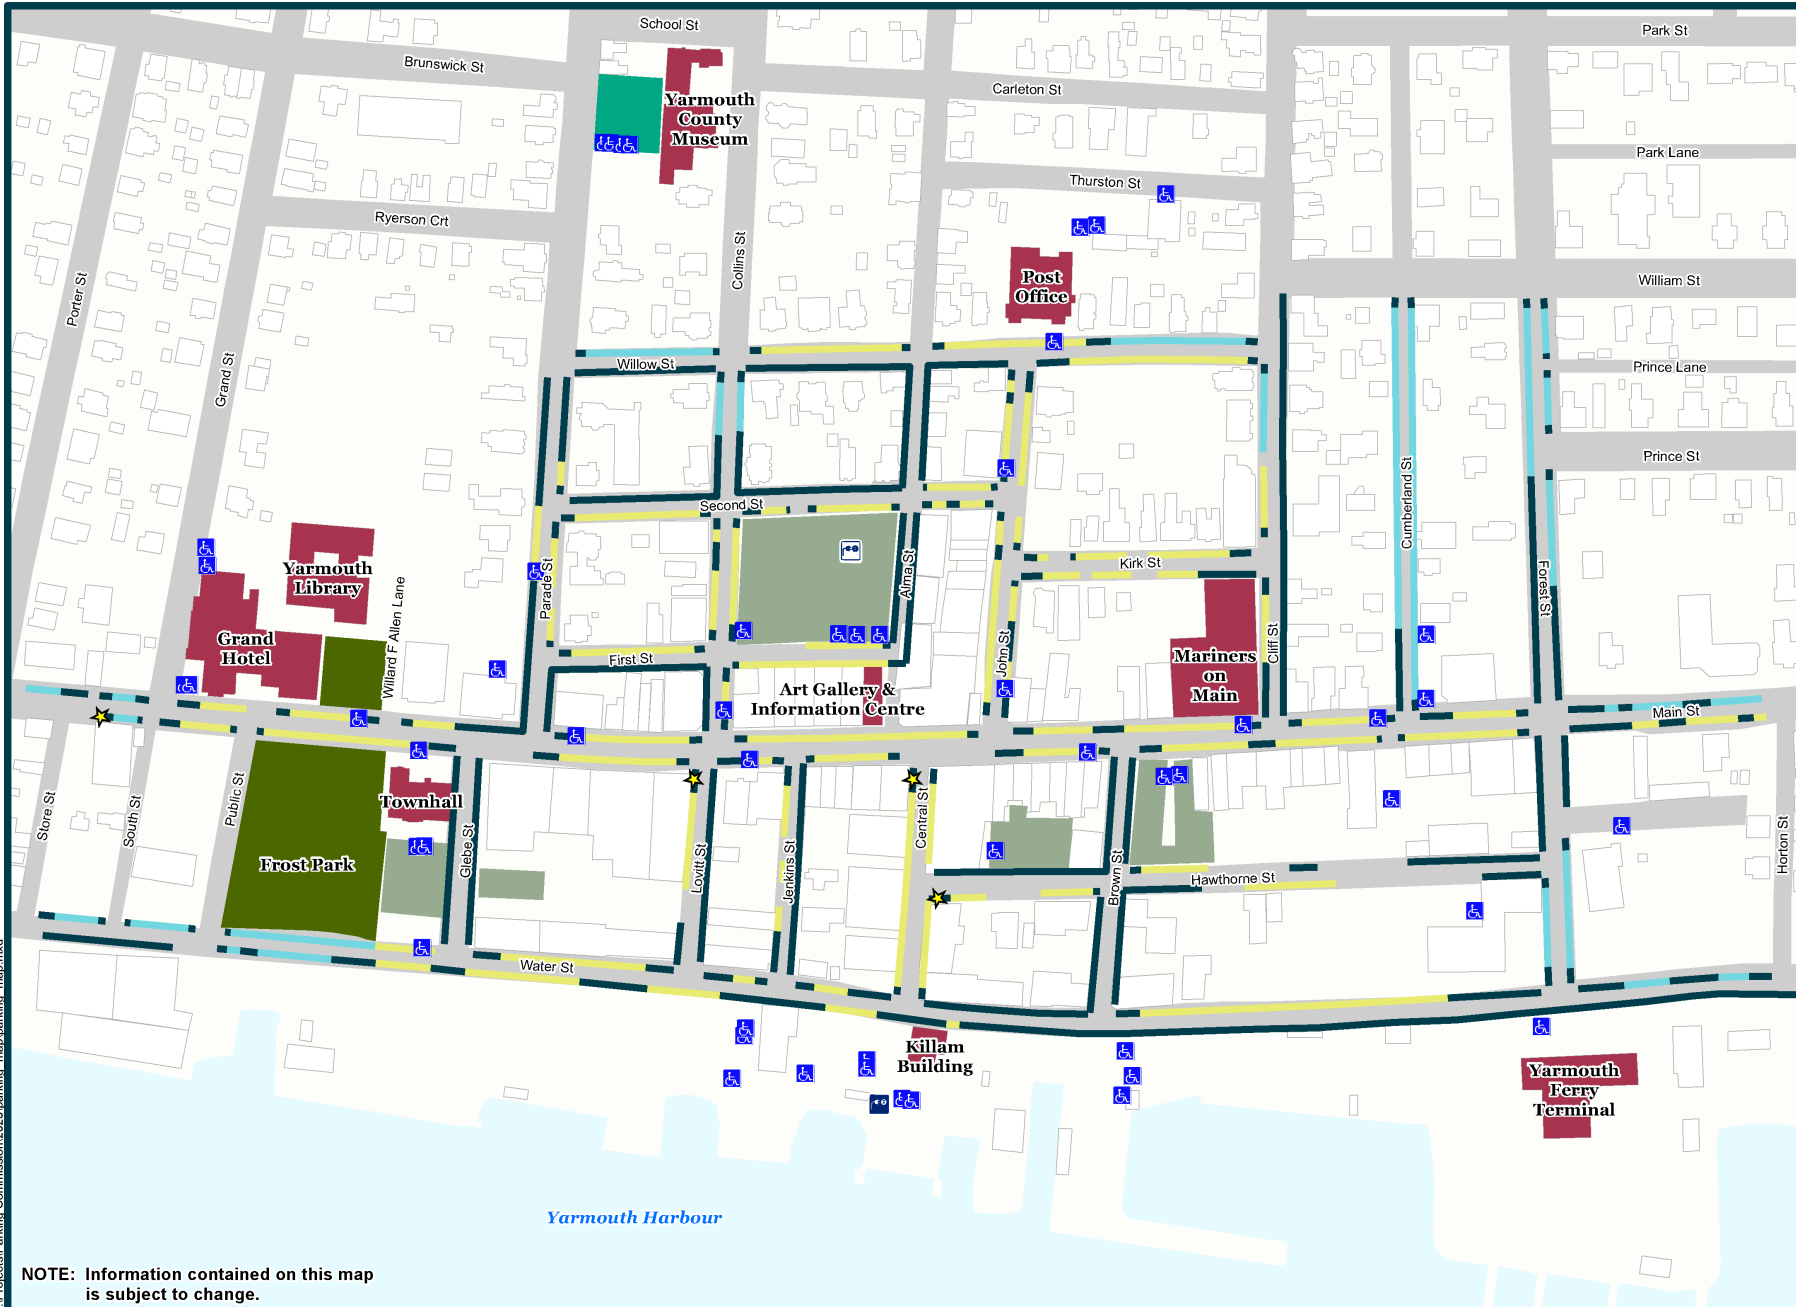 School St
Park St
Brunswick St
Carleton St
Yarmouth
County
Museum
Park Lane
Thurston St
Ryerson Crt
Collins St
Porter St
Post
Office
William St
Grand St
Willow St
Prince Lane
Prince St
Cumberland St
Second St
Kirk St
Yarmouth
Library
Alma St
Parade St
Forest St
Willard F Allen Lane
Grand
Hotel
First St
John St
Cliff St
Mariners
on
Main
Art Gallery &
Information Centre
Main St
Store St
South St
Public St
Townhall
Glebe St
Lovitt St
Jenkins St
Central St
Brown St
Horton St
Frost Park
Hawthorne St
Water St
Killam
Building
Yarmouth
Ferry
Terminal
Yarmouth Harbour
NOTE: Information contained on this map
is subject to change.